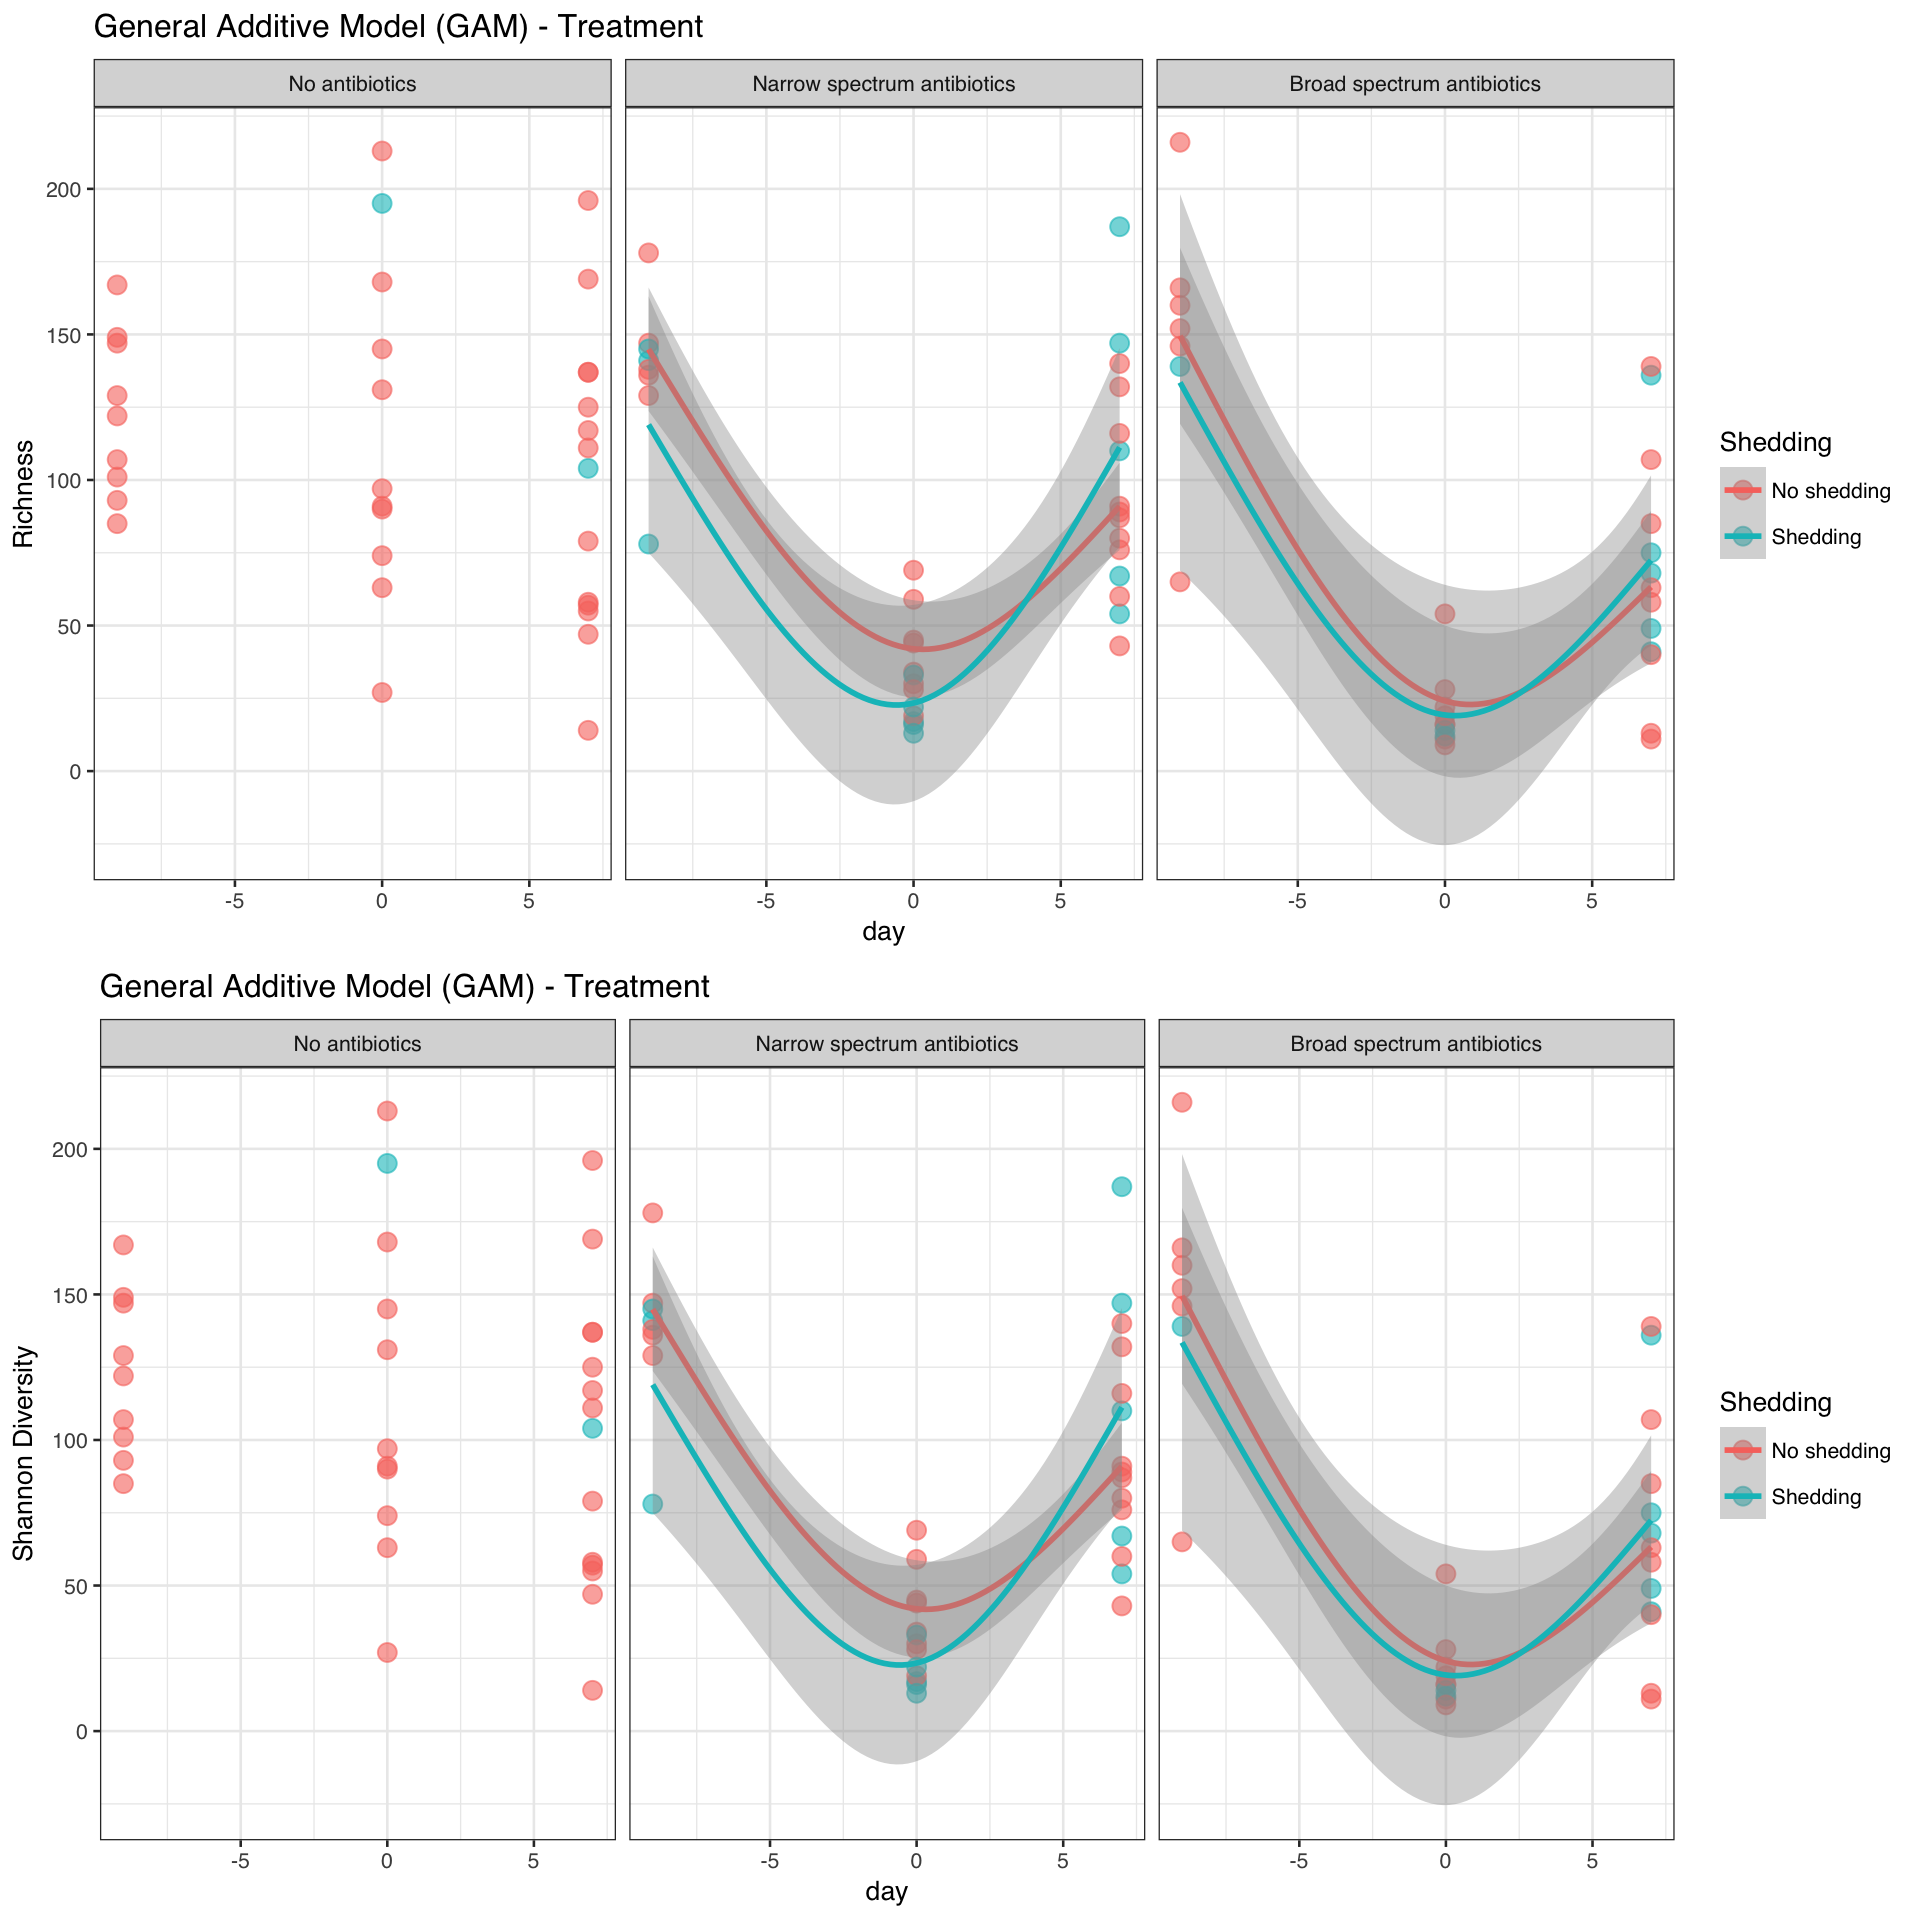 General Additive Model (GAM) - Treatment
No antibiotics
Narrow spectrum antibiotics
Broad spectrum antibiotics
Richness
200
150
100
50
0
-5 0 5
-5 0 5
-5 0 5
day
Shedding
No shedding
Shedding
General Additive Model (GAM) - Treatment
No antibiotics
Narrow spectrum antibiotics
Broad spectrum antibiotics
Shannon Diversity
200
150
100
50
0
-5 0 5
-5 0 5
-5 0 5
day
Shedding
No shedding
Shedding